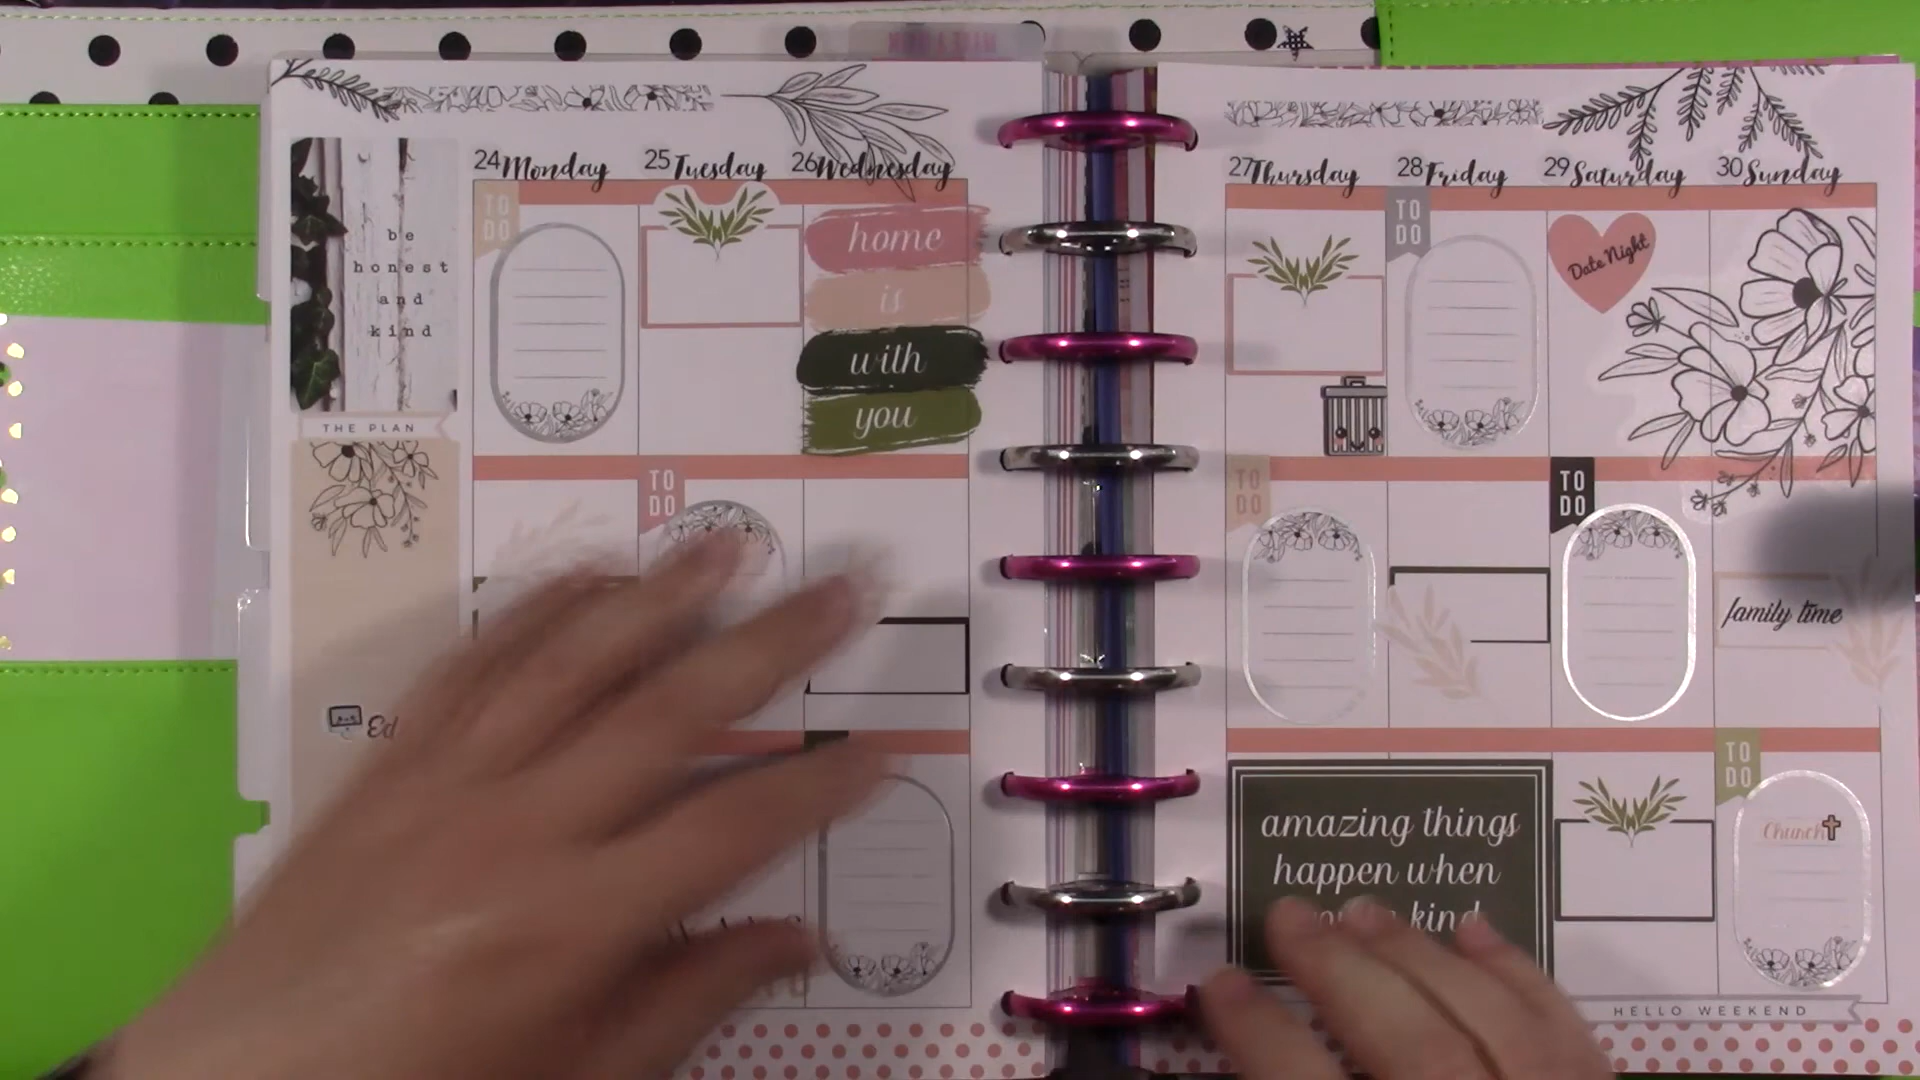 24 Monday
25 Tuesday
26 Wednesday
27 Thursday
28 Friday
29 Saturday
30 Sunday
be
honest
and
kind
THE PLAN
TO
DO
home
is
with
you
TO
DO
Date Night
TO
DO
TO
DO
TO
DO
family time
amazing things
happen when
kind
TO
DO
Church
HELLO WEEKEND